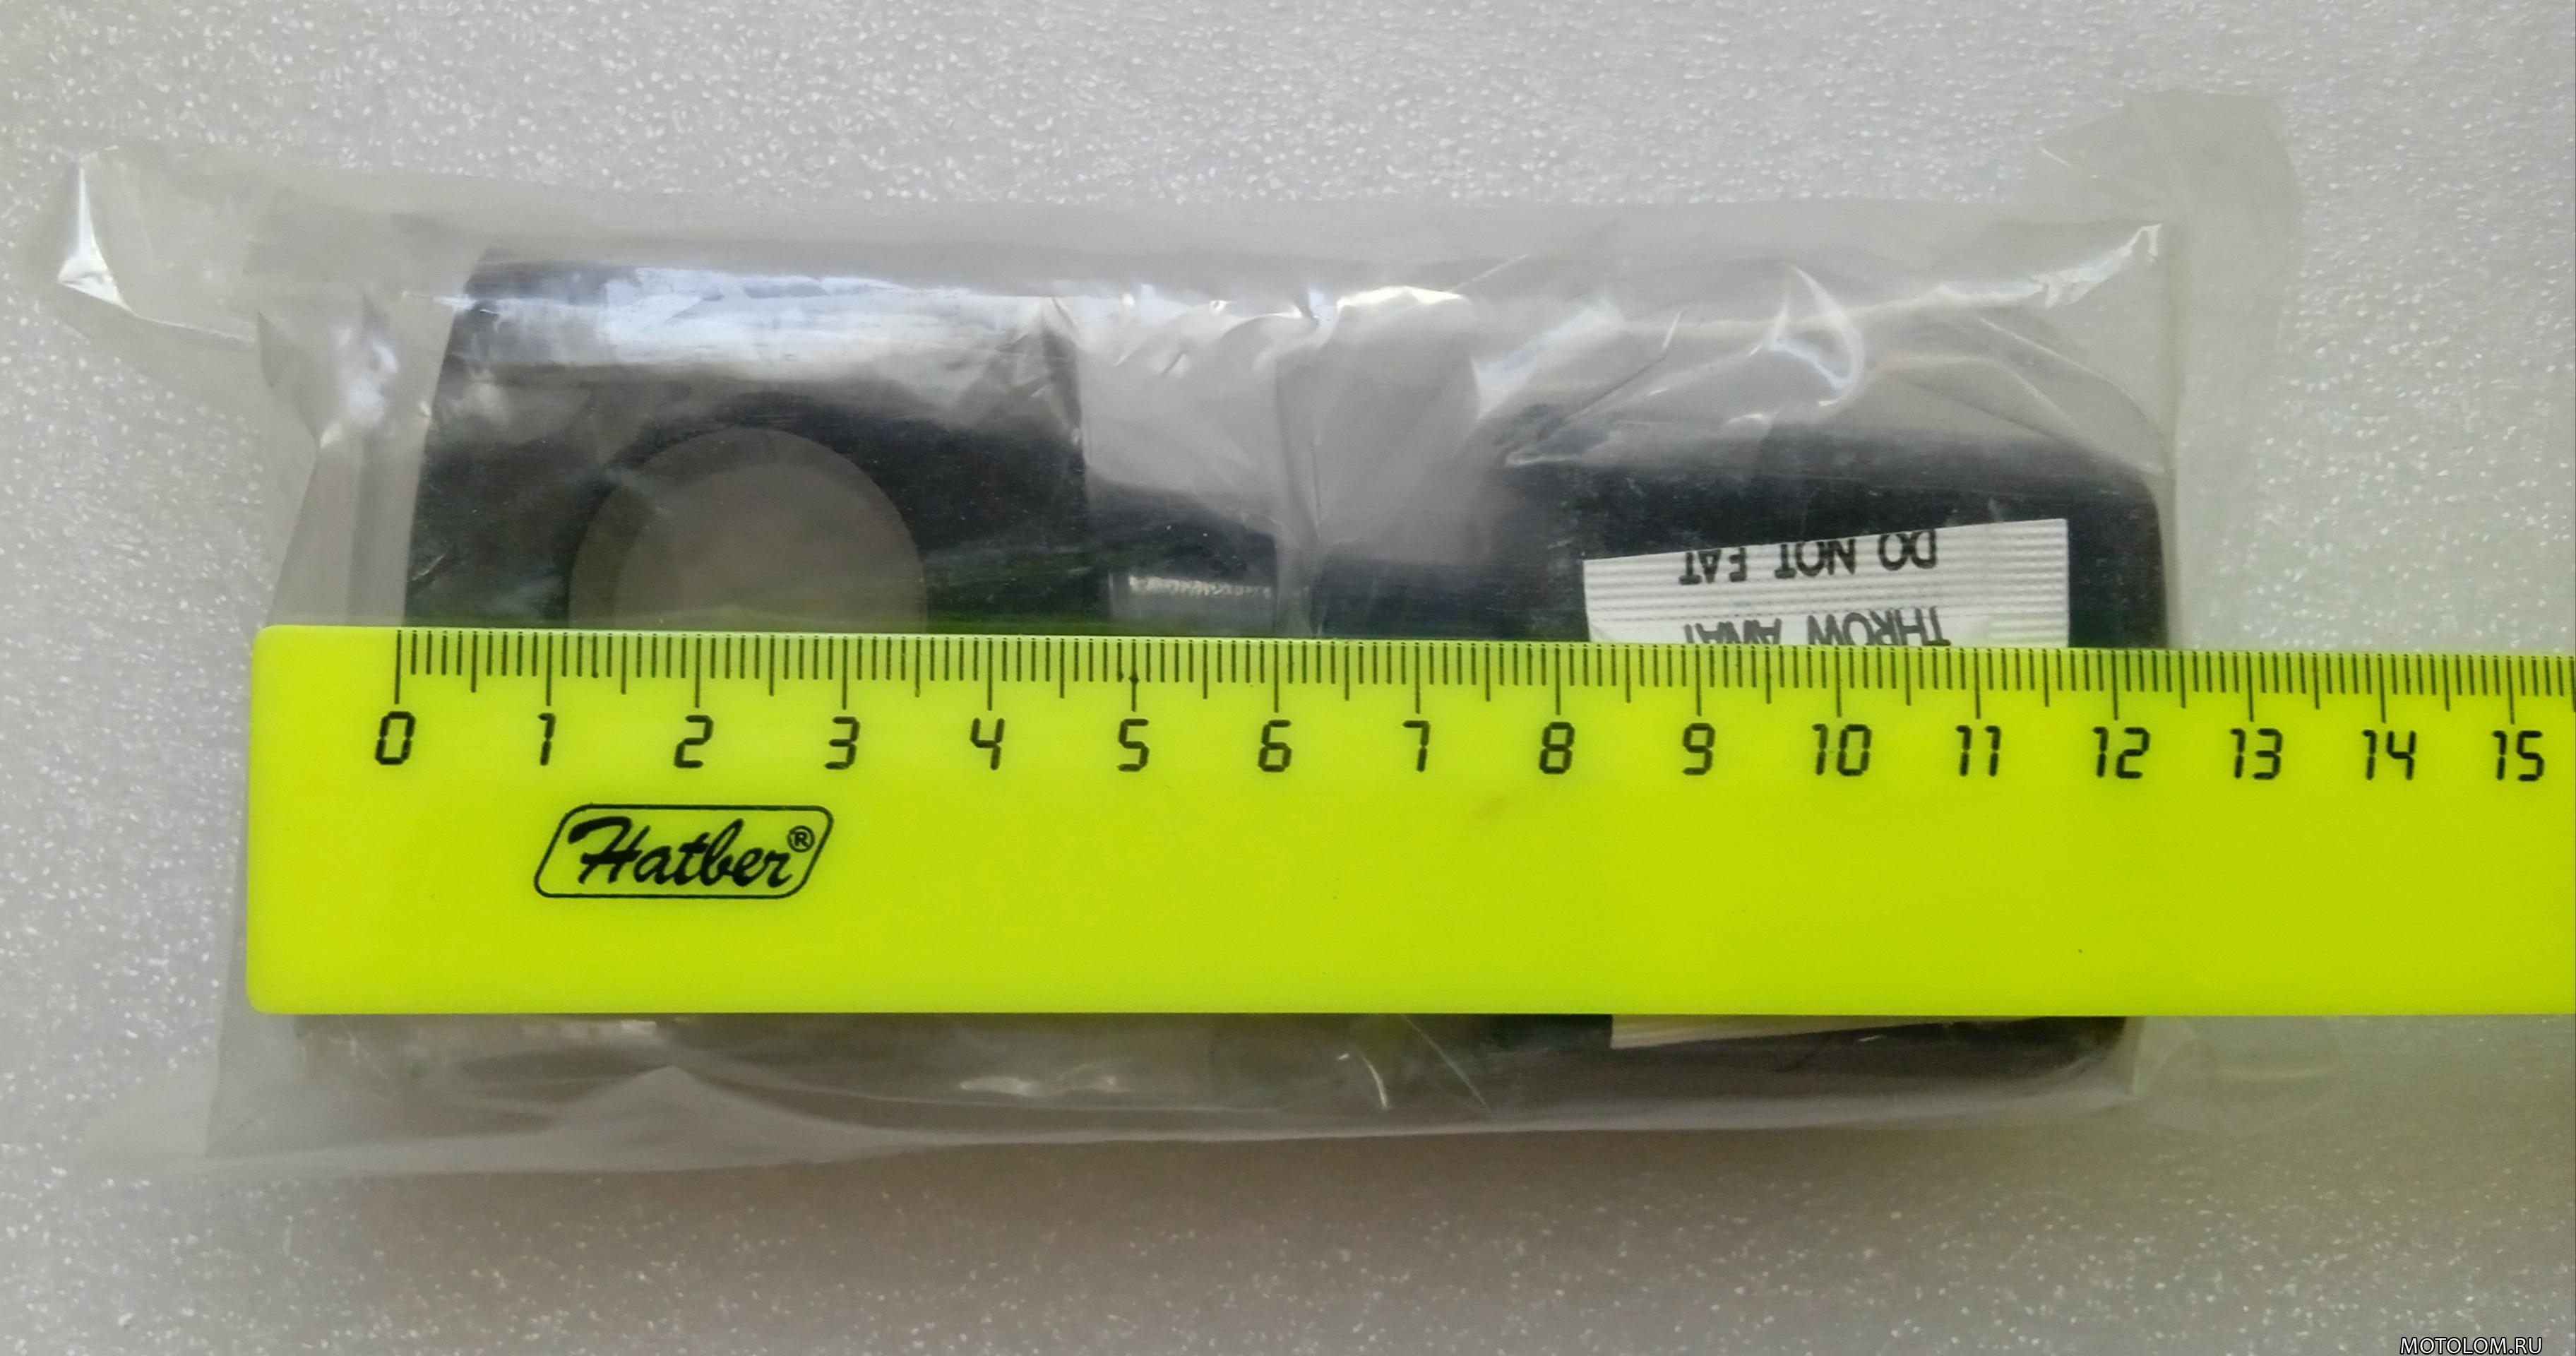 DO NOT EAT
THROW AWAY
0 1 2 3 4 5 6 7 8 9 10 11 12 13 14 15
Hatber®
MOTOLOM.RU